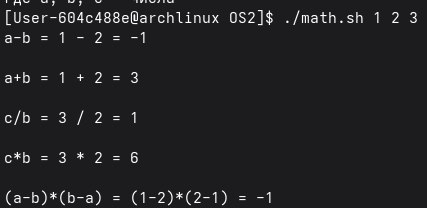 [User-604c488e@archlinux OS2]$ ./math.sh 1 2 3
a-b = 1 - 2 = -1
a+b = 1 + 2 = 3
c/b = 3 / 2 = 1
c*b = 3 * 2 = 6
(a-b)*(b-a) = (1-2)*(2-1) = -1